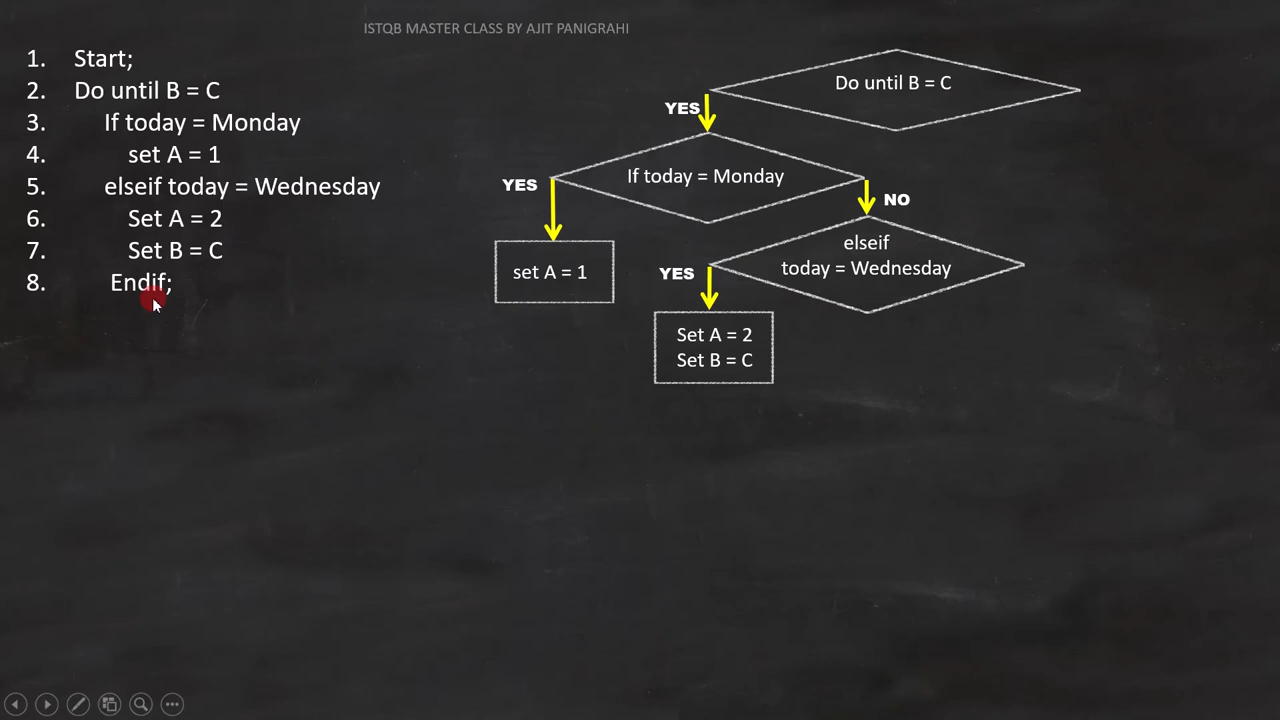 ISTQB MASTER CLASS BY AJIT PANIGRAHI
1. Start;
2. Do until B = C
3. If today = Monday
4. set A = 1
5. elseif today = Wednesday
6. Set A = 2
7. Set B = C
8. Endif;
Do until B = C
YES
If today = Monday
YES
NO
set A = 1
elseif
today = Wednesday
YES
Set A = 2
Set B = C